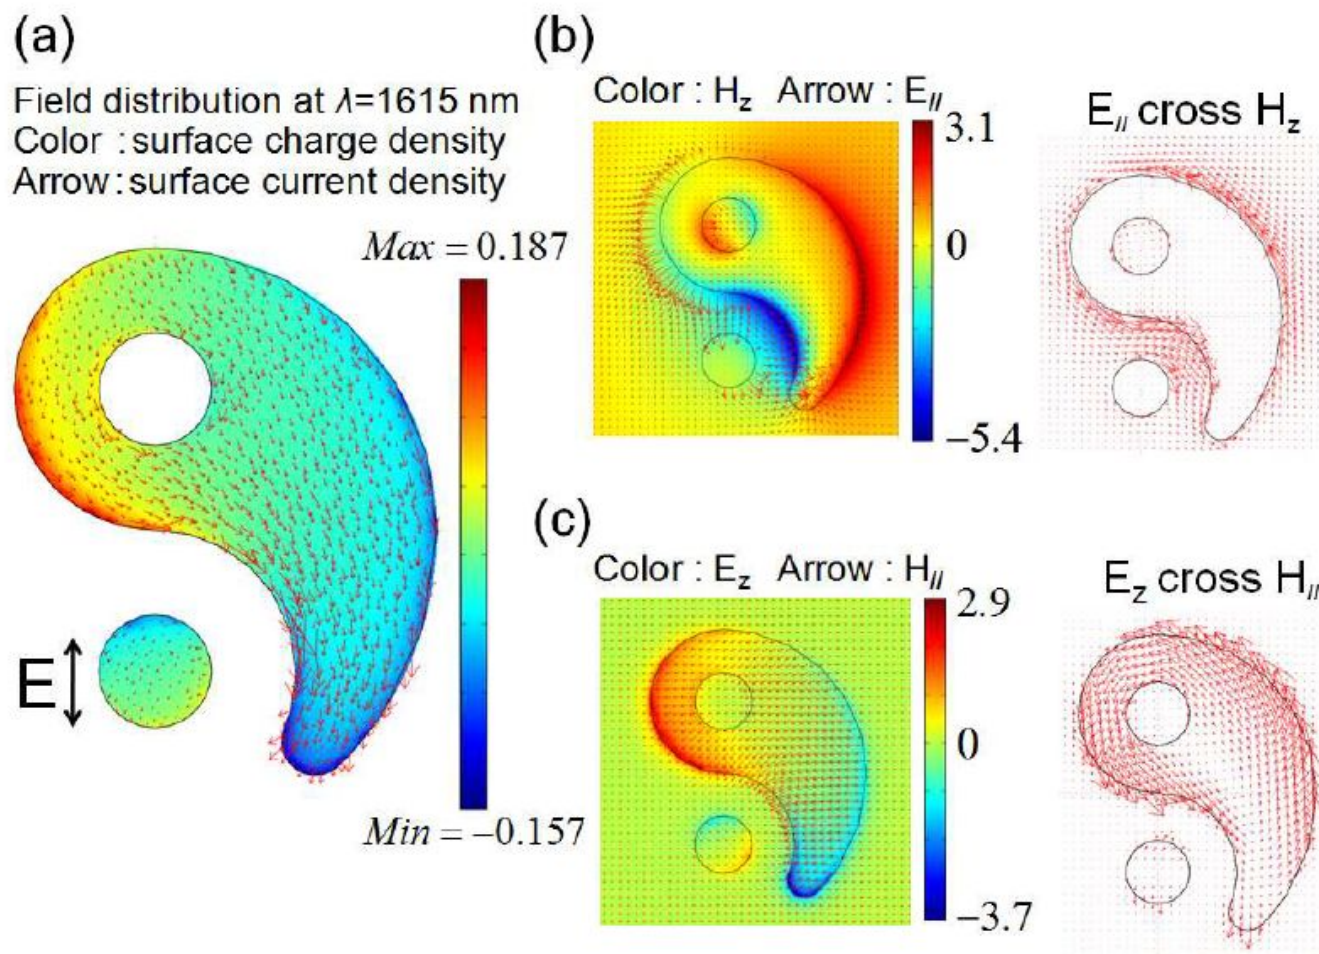 (a)
Field distribution at λ=1615 nm
Color : surface charge density
Arrow : surface current density
Max = 0.187
Min = −0.157
E
(b)
Color : Hz Arrow : E//
3.1
0
−5.4
E// cross Hz
(c)
Color : Ez Arrow : H//
2.9
0
−3.7
Ez cross H//